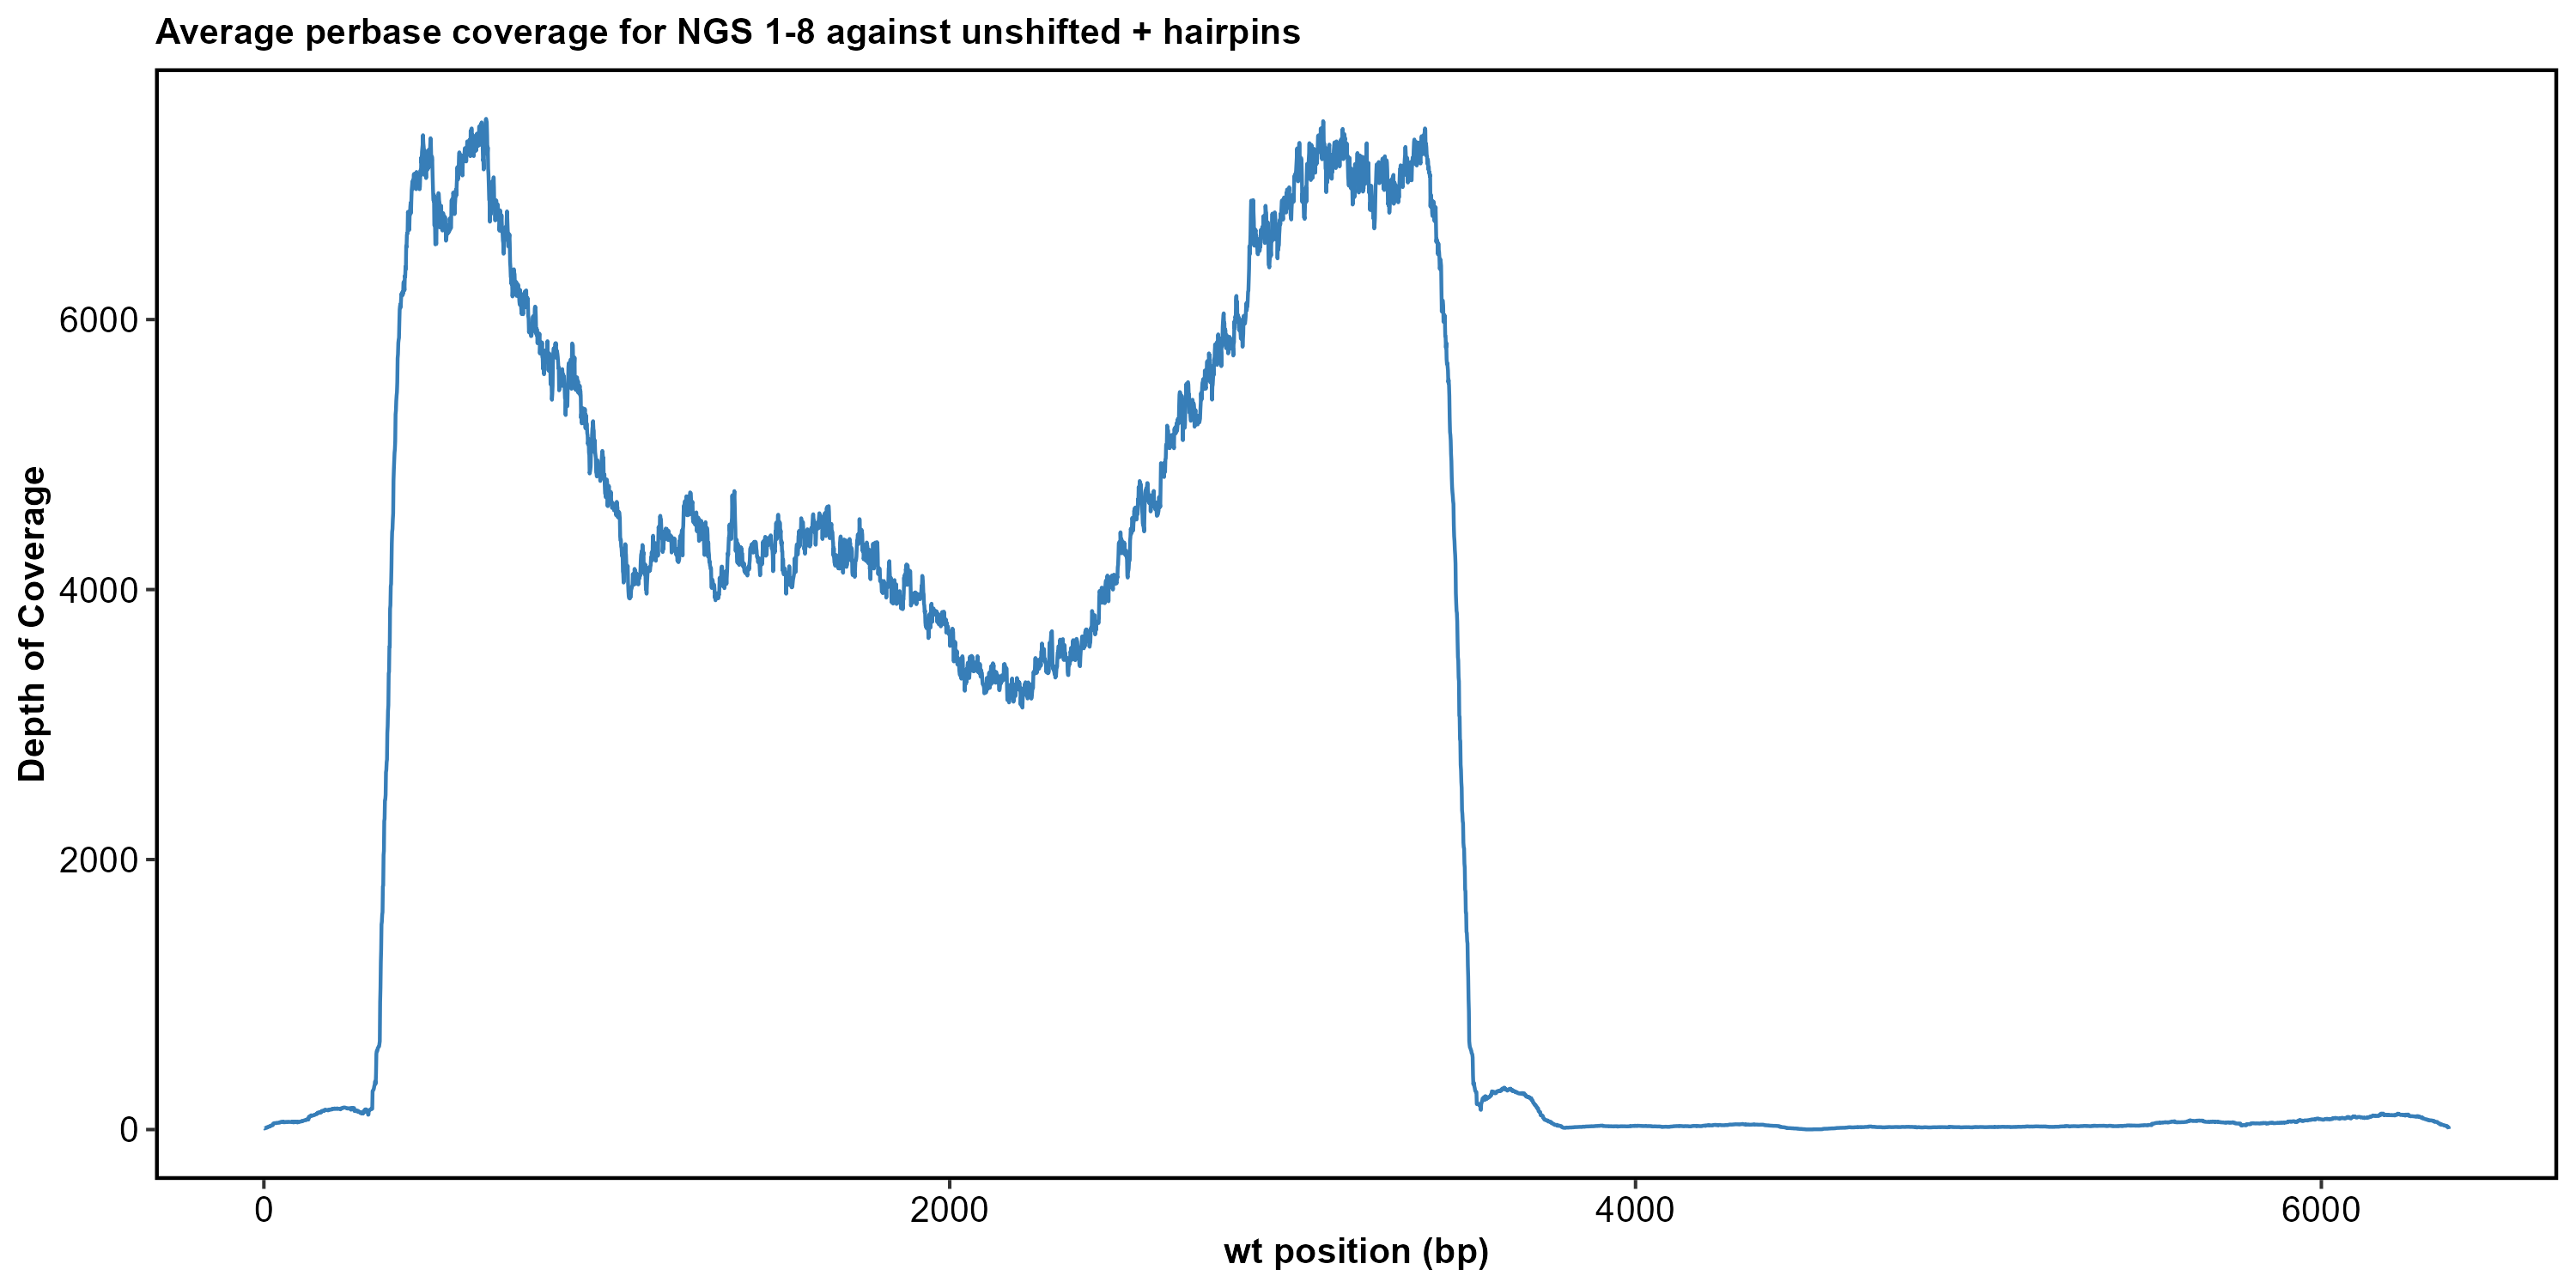 Average perbase coverage for NGS 1-8 against unshifted + hairpins
Depth of Coverage
6000
4000
2000
0
0 2000 4000 6000
wt position (bp)